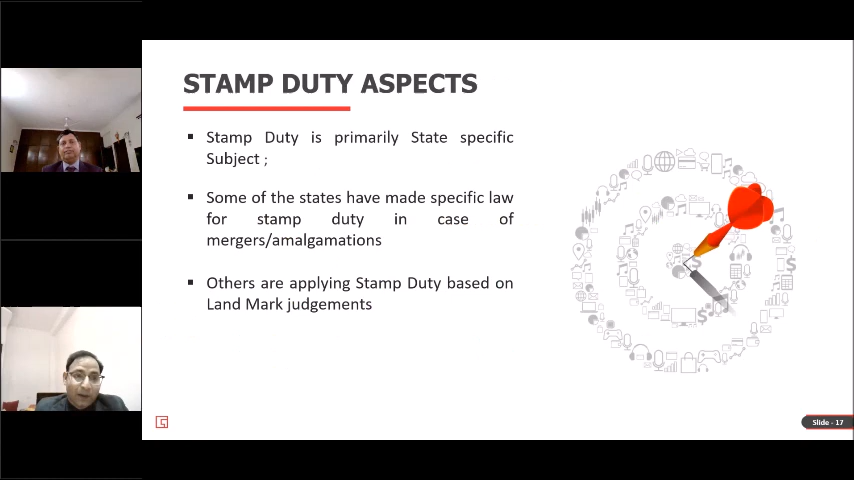 STAMP DUTY ASPECTS
▪ Stamp Duty is primarily State specific
Subject ;
▪ Some of the states have made specific law
for stamp duty in case of
mergers/amalgamations
▪ Others are applying Stamp Duty based on
Land Mark judgements
Slide - 17